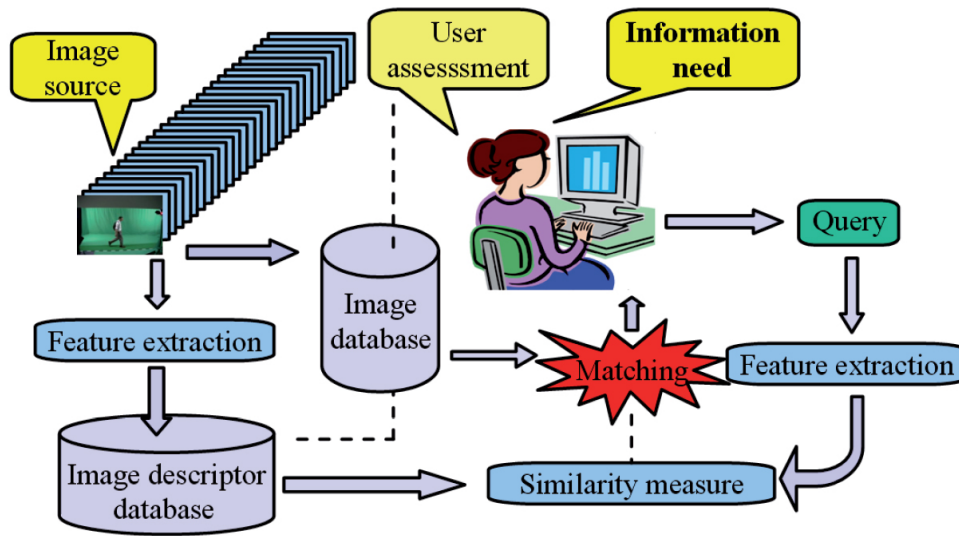 Image
source
User
assesssment
Information
need
Query
Image
database
Feature extraction
Matching
Feature extraction
Image descriptor
database
Similarity measure